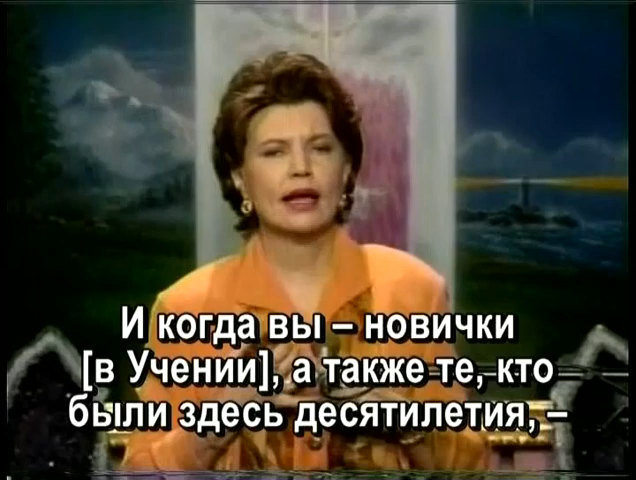 И когда вы – новички
[в Учении], а также те, кто
были здесь десятилетия, –